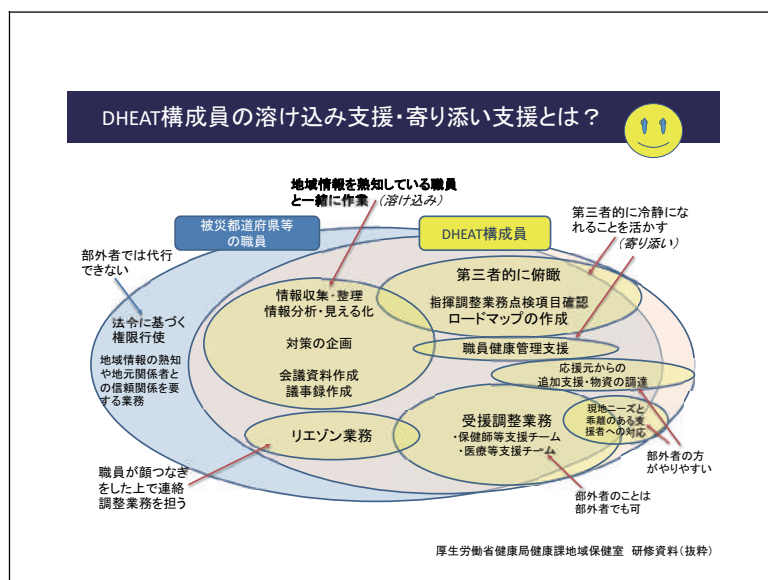 DHEAT構成員の溶け込み支援・寄り添い支援とは？
地域情報を熟知している職員
と一緒に作業（溶け込み）
被災都道府県等
の職員
DHEAT構成員
第三者的に冷静にな
れることを活かす
（寄り添い）
部外者では代行
できない
第三者的に俯瞰
指揮調整業務点検項目確認
ロードマップの作成
情報収集・整理
情報分析・見える化
対策の企画
会議資料作成
議事録作成
法令に基づく
権限行使
地域情報の熟知
や地元関係者と
の信頼関係を要
する業務
職員健康管理支援
応援元からの
追加支援・物資の調達
受援調整業務
・保健師等支援チーム
・医療等支援チーム
現地ニーズと
乖離のある支
援者への対応
リエゾン業務
部外者の方
がやりやすい
職員が顔つなぎ
をした上で連絡
調整業務を担う
部外者のことは
部外者でも可
厚生労働省健康局健康課地域保健室 研修資料（抜粋）